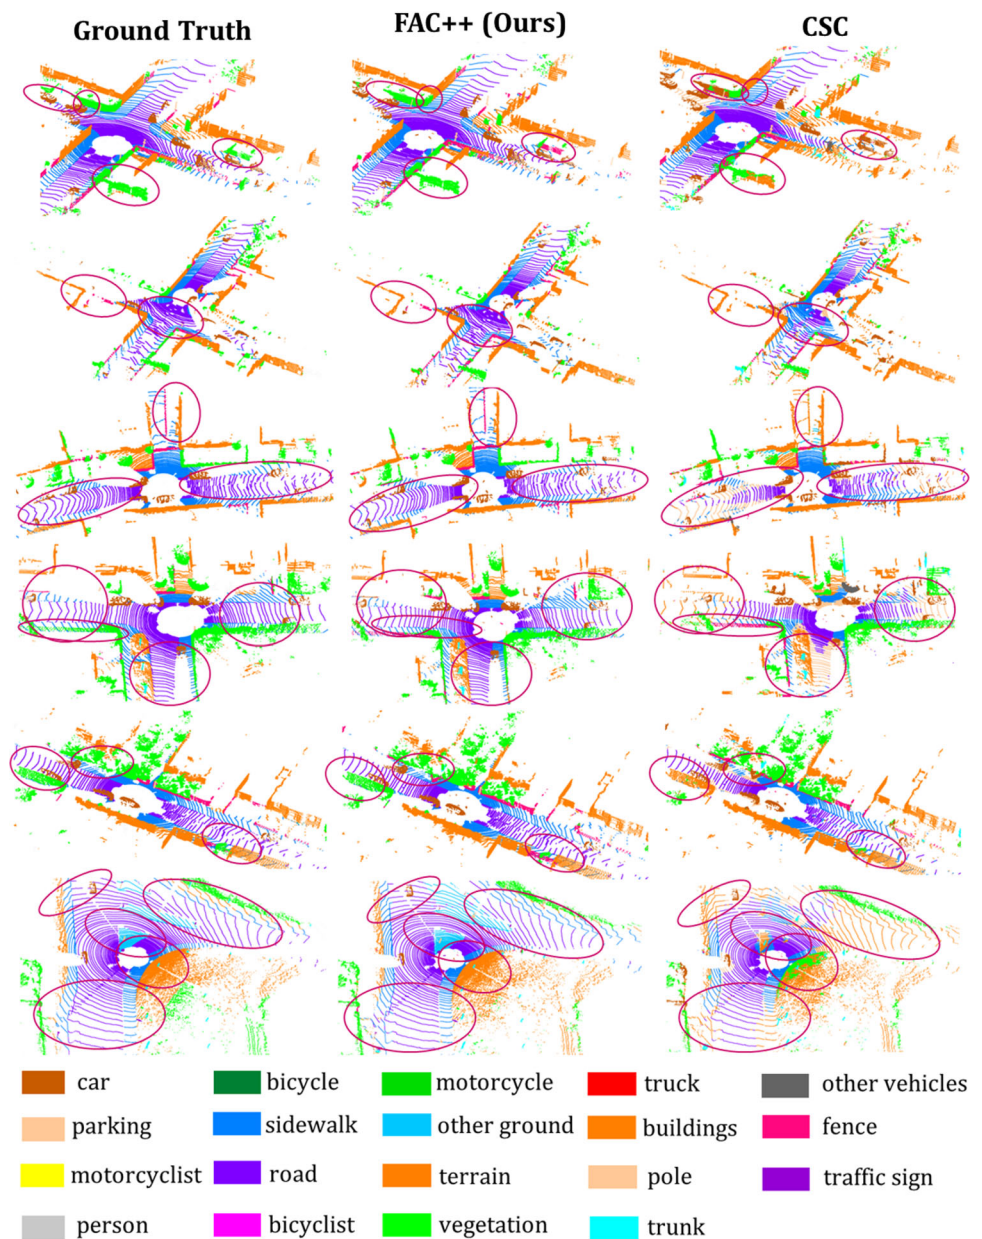 Ground Truth FAC++ (Ours) CSC
car bicycle motorcycle truck other vehicles
parking sidewalk other ground buildings fence
motorcyclist road terrain pole traffic sign
person bicyclist vegetation trunk